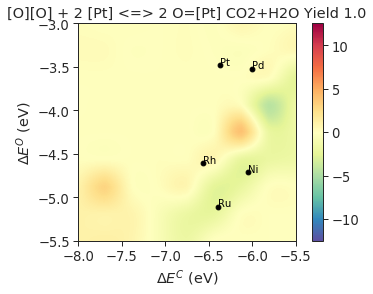 [O][O] + 2 [Pt] <=> 2 O=[Pt] CO2+H2O Yield 1.0
−3.0
−3.5
−4.0
−4.5
−5.0
−5.5
ΔE^O (eV)
Pt
Pd
Rh
Ni
Ru
−8.0 −7.5 −7.0 −6.5 −6.0 −5.5
ΔE^C (eV)
10
5
0
−5
−10